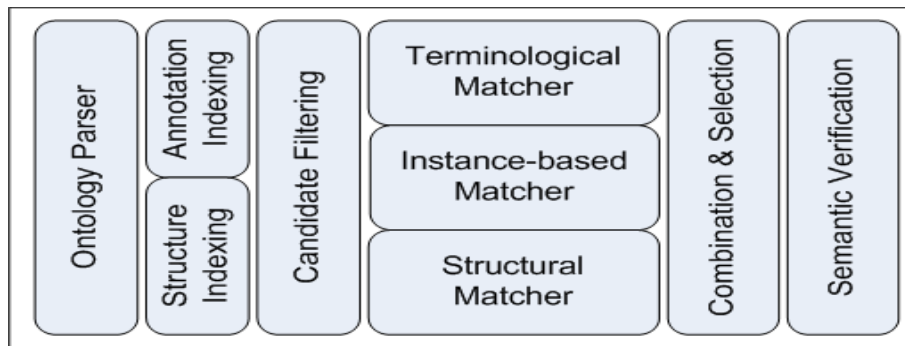 Ontology Parser
Annotation
Indexing
Structure
Indexing
Candidate Filtering
Terminological
Matcher
Instance-based
Matcher
Structural
Matcher
Combination & Selection
Semantic Verification